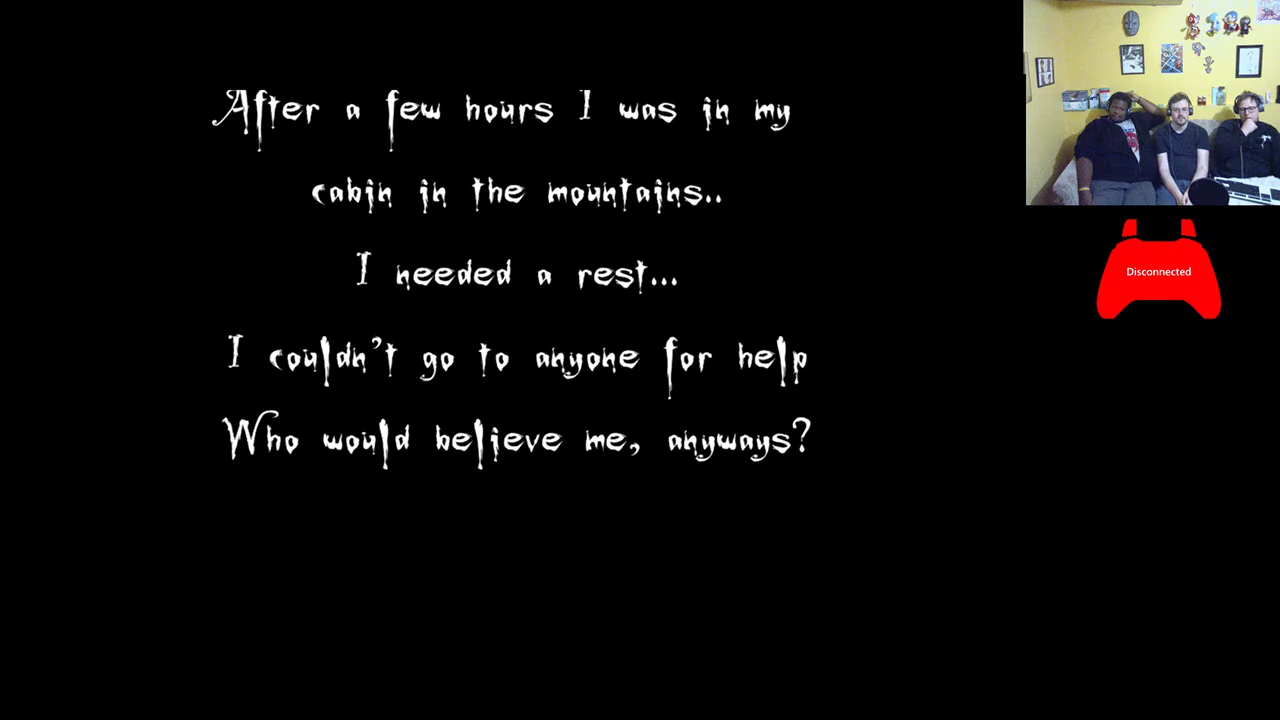 After a few hours I was in my
cabin in the mountains..
I needed a rest...
I couldn't go to anyone for help
Who would believe me, anyways?
Disconnected